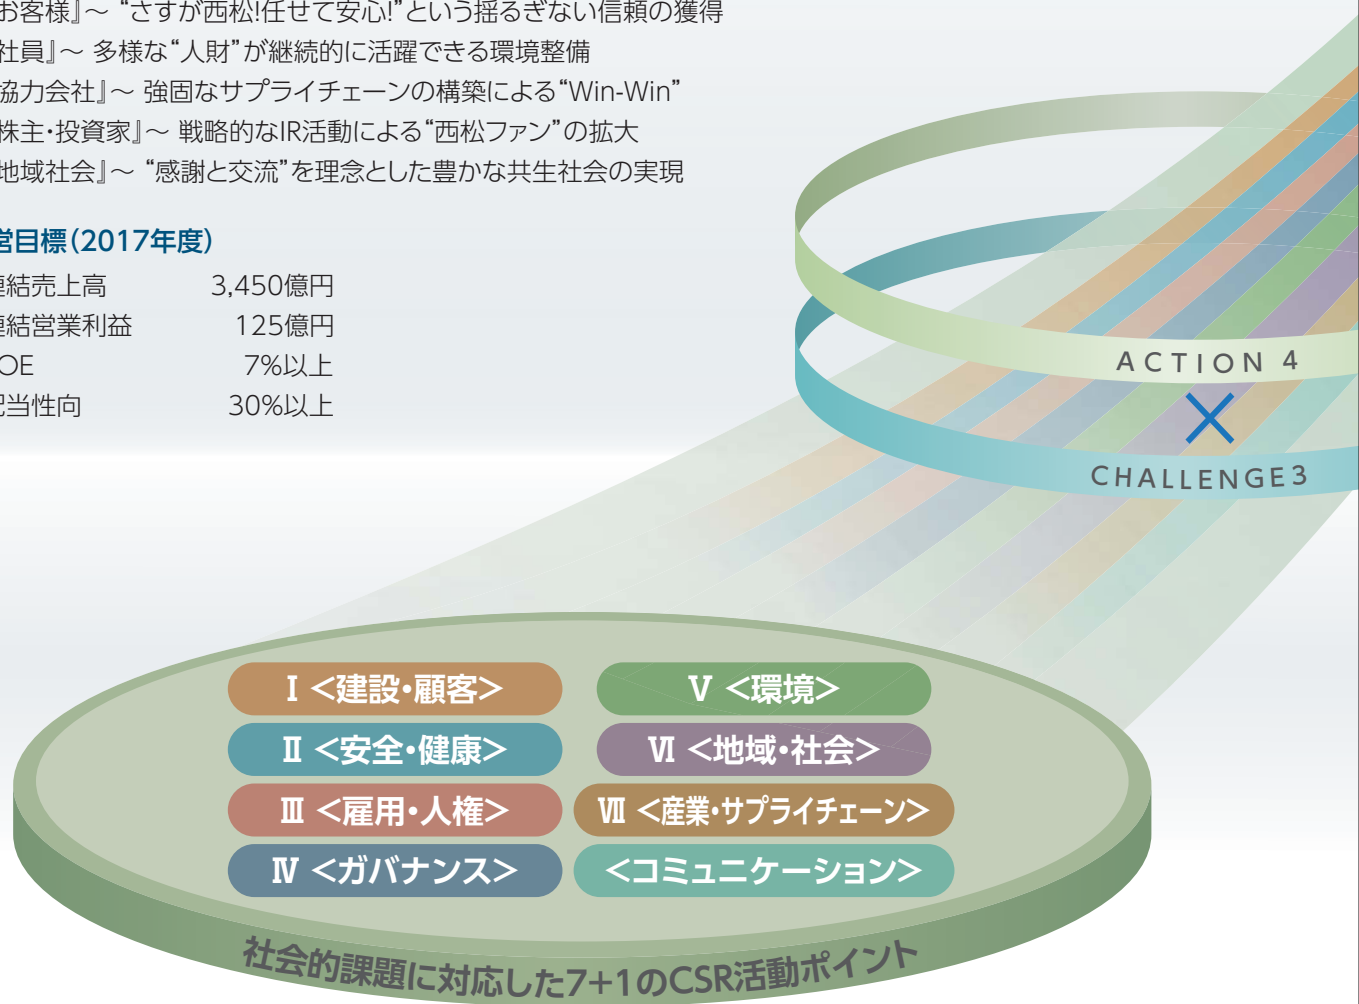 お客様』～ “さすが西松!任せて安心!”という揺るぎない信頼の獲得
社員』～ 多様な“人財”が継続的に活躍できる環境整備
協力会社』～ 強固なサプライチェーンの構築による“Win-Win”
株主・投資家』～ 戦略的なIR活動による“西松ファン”の拡大
地域社会』～ “感謝と交流”を理念とした豊かな共生社会の実現
営目標（2017年度）
連結売上高 3,450億円
連結営業利益 125億円
OE 7%以上
配当性向 30%以上
ACTION 4
×
CHALLENGE3
Ⅰ ＜建設・顧客＞
Ⅱ ＜安全・健康＞
Ⅲ ＜雇用・人権＞
Ⅳ ＜ガバナンス＞
Ⅴ ＜環境＞
Ⅵ ＜地域・社会＞
Ⅶ ＜産業・サプライチェーン＞
＜コミュニケーション＞
社会的課題に対応した7+1のCSR活動ポイント